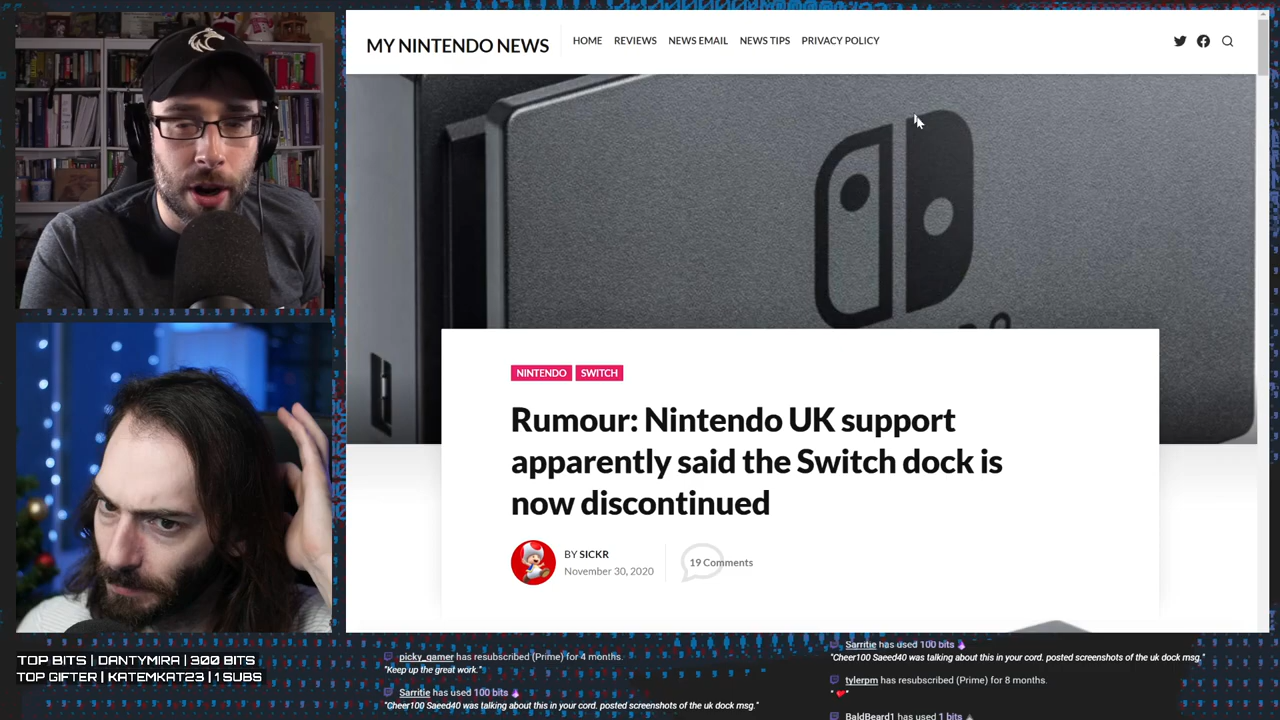 MY NINTENDO NEWS
HOME REVIEWS NEWS EMAIL NEWS TIPS PRIVACY POLICY
NINTENDO SWITCH
Rumour: Nintendo UK support
apparently said the Switch dock is
now discontinued
BY SICKR
November 30, 2020
19 Comments
TOP BITS | DANTYMIRA | 300 BITS
TOP GIFTER | KATEMKAT23 | 1 SUBS
picky_gamer has resubscribed (Prime) for 4 months.
"Keep up the great work."
Sarritie has used 100 bits
"Cheer100 Saeed40 was talking about this in your cord. posted screenshots of the uk dock msg."
Sarritie has used 100 bits
"Cheer100 Saeed40 was talking about this in your cord. posted screenshots of the uk dock msg."
tylerpm has resubscribed (Prime) for 8 months.
"❤️"
BaldBeard1 has used 1 bits